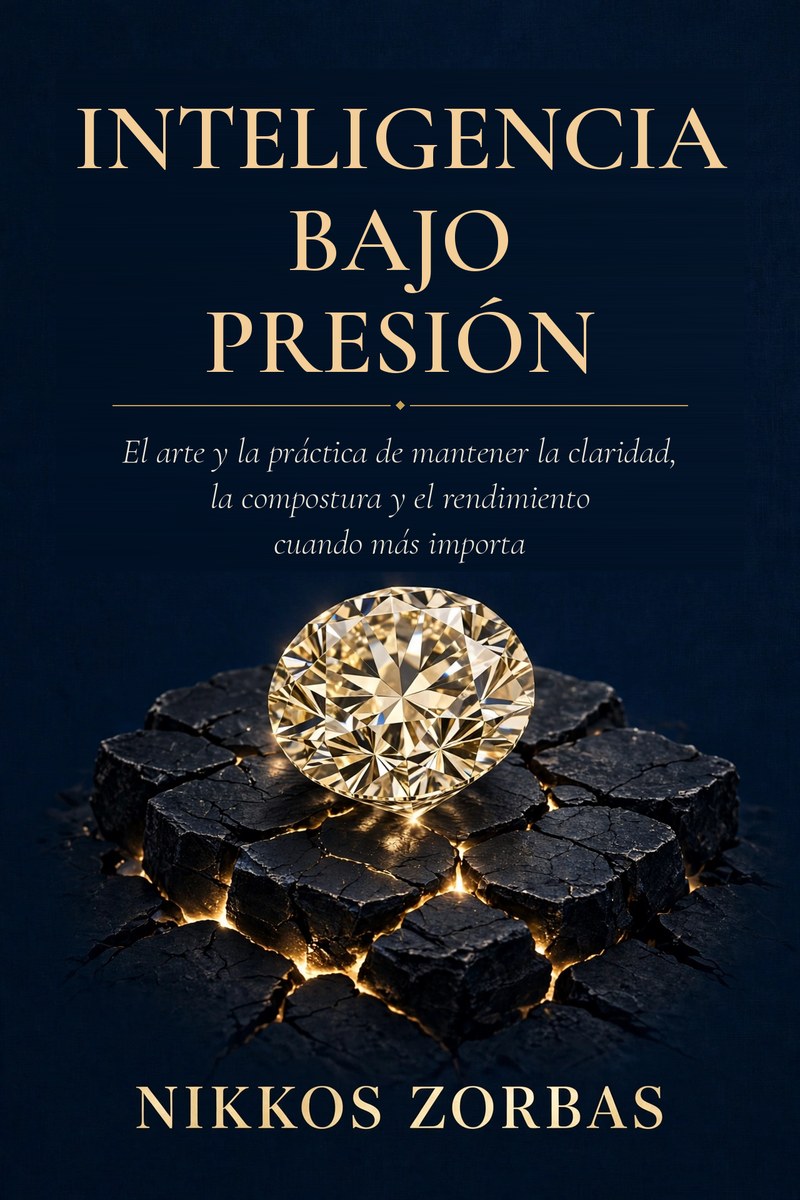 INTELIGENCIA
BAJO
PRESIÓN
El arte y la práctica de mantener la claridad,
la compostura y el rendimiento
cuando más importa
NIKKOS ZORBAS